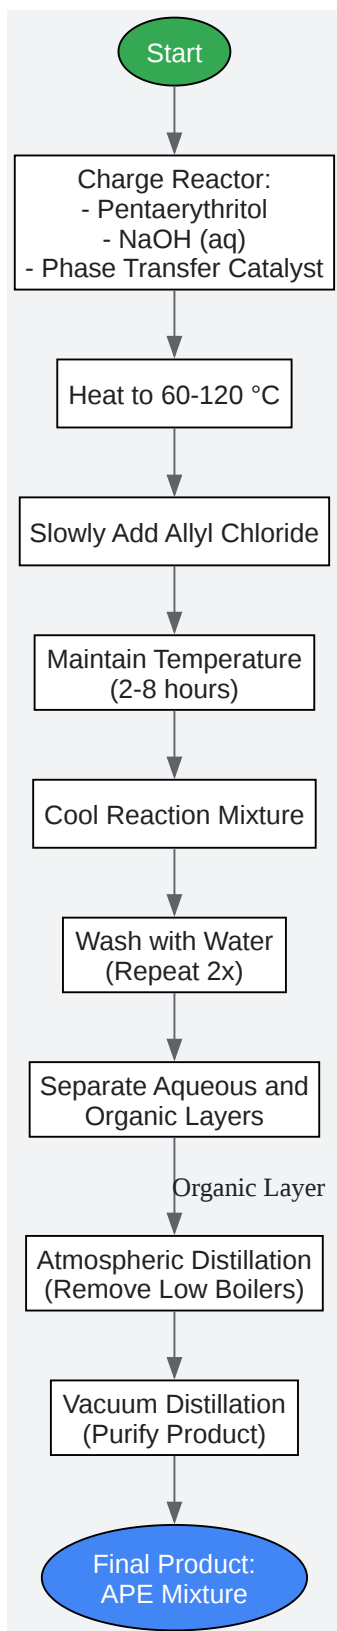 Start
Charge Reactor:
- Pentaerythritol
- NaOH (aq)
- Phase Transfer Catalyst
Heat to 60-120 °C
Slowly Add Allyl Chloride
Maintain Temperature
(2-8 hours)
Cool Reaction Mixture
Wash with Water
(Repeat 2x)
Separate Aqueous and
Organic Layers
Organic Layer
Atmospheric Distillation
(Remove Low Boilers)
Vacuum Distillation
(Purify Product)
Final Product:
APE Mixture